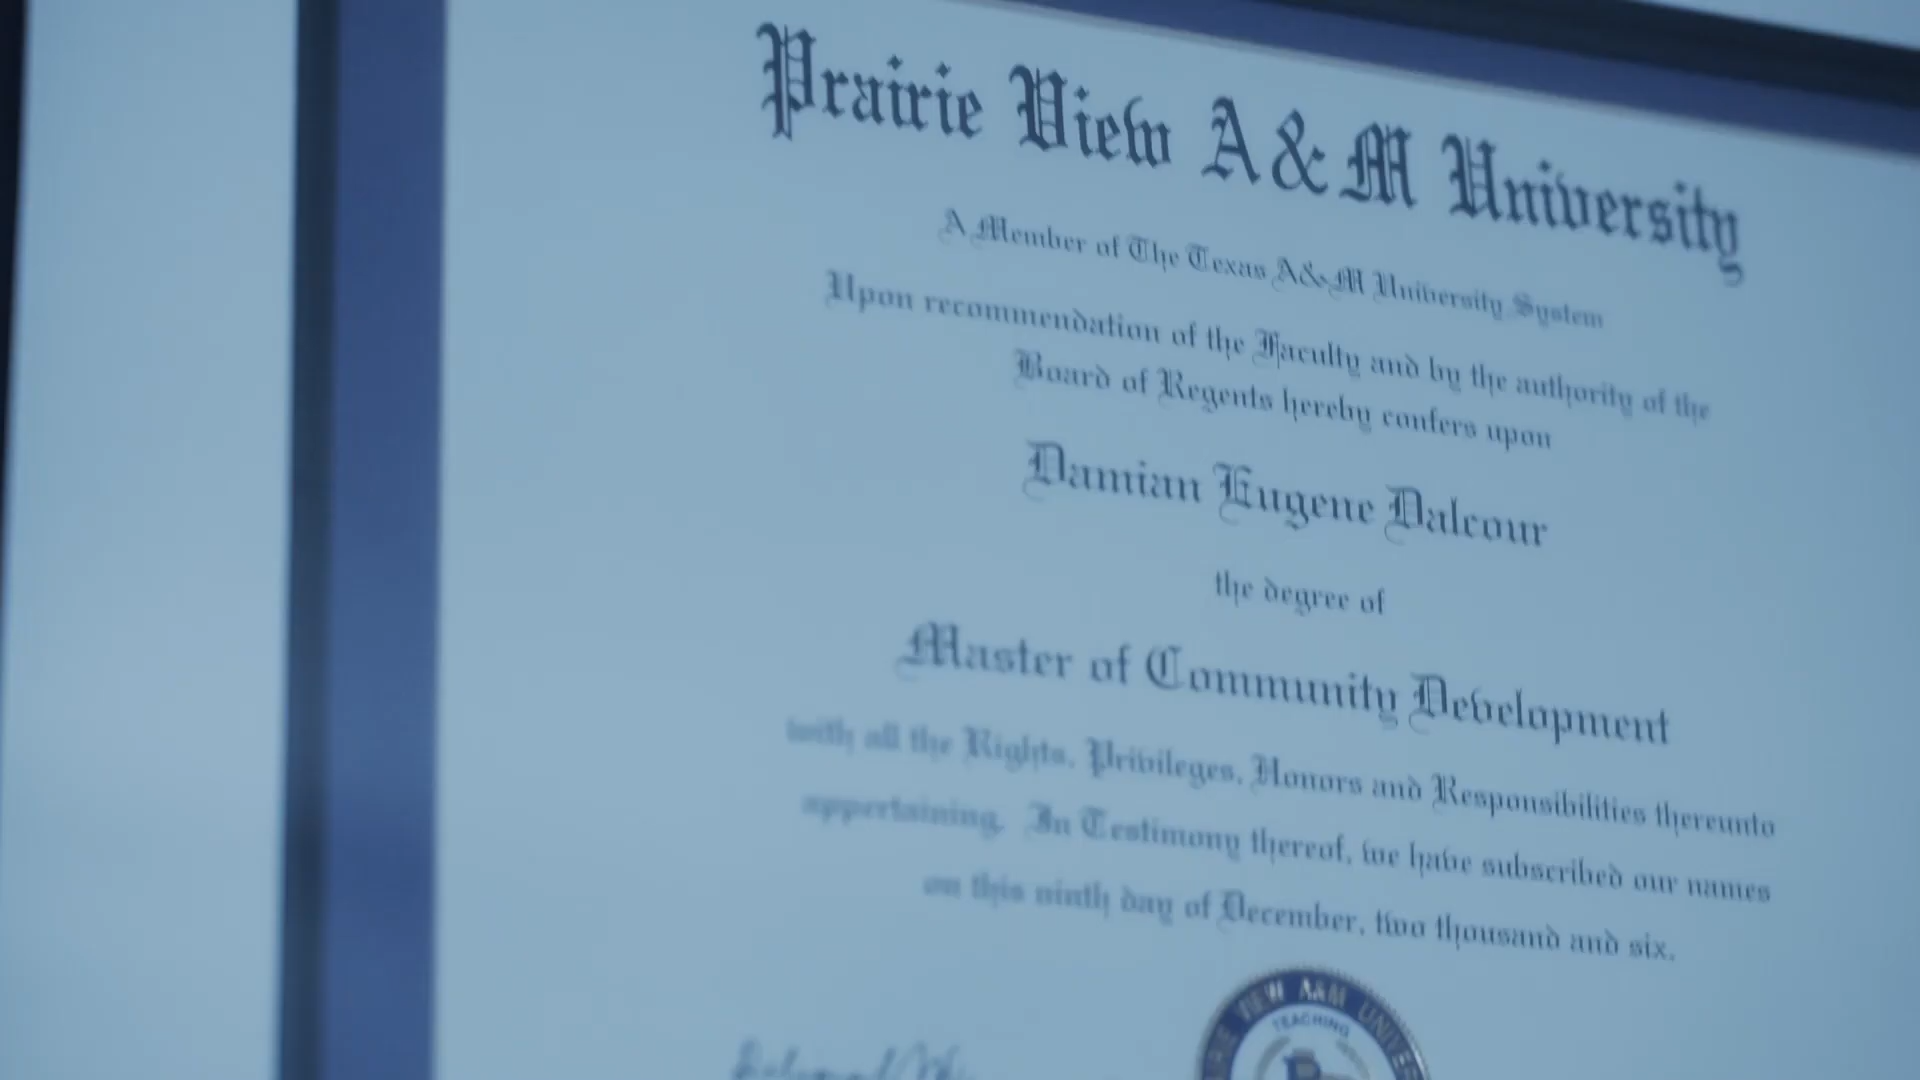 Prairie View A&M University
A Member of The Texas A&M University System
Upon recommendation of the Faculty and by the authority of the
Board of Regents hereby confers upon
Damian Eugene Dalcour
the degree of
Master of Community Development
with all the Rights, Privileges, Honors and Responsibilities thereunto
appertaining. In Testimony thereof, we have subscribed our names
on this ninth day of December, two thousand and six.
VIEW A&M
TEACHING